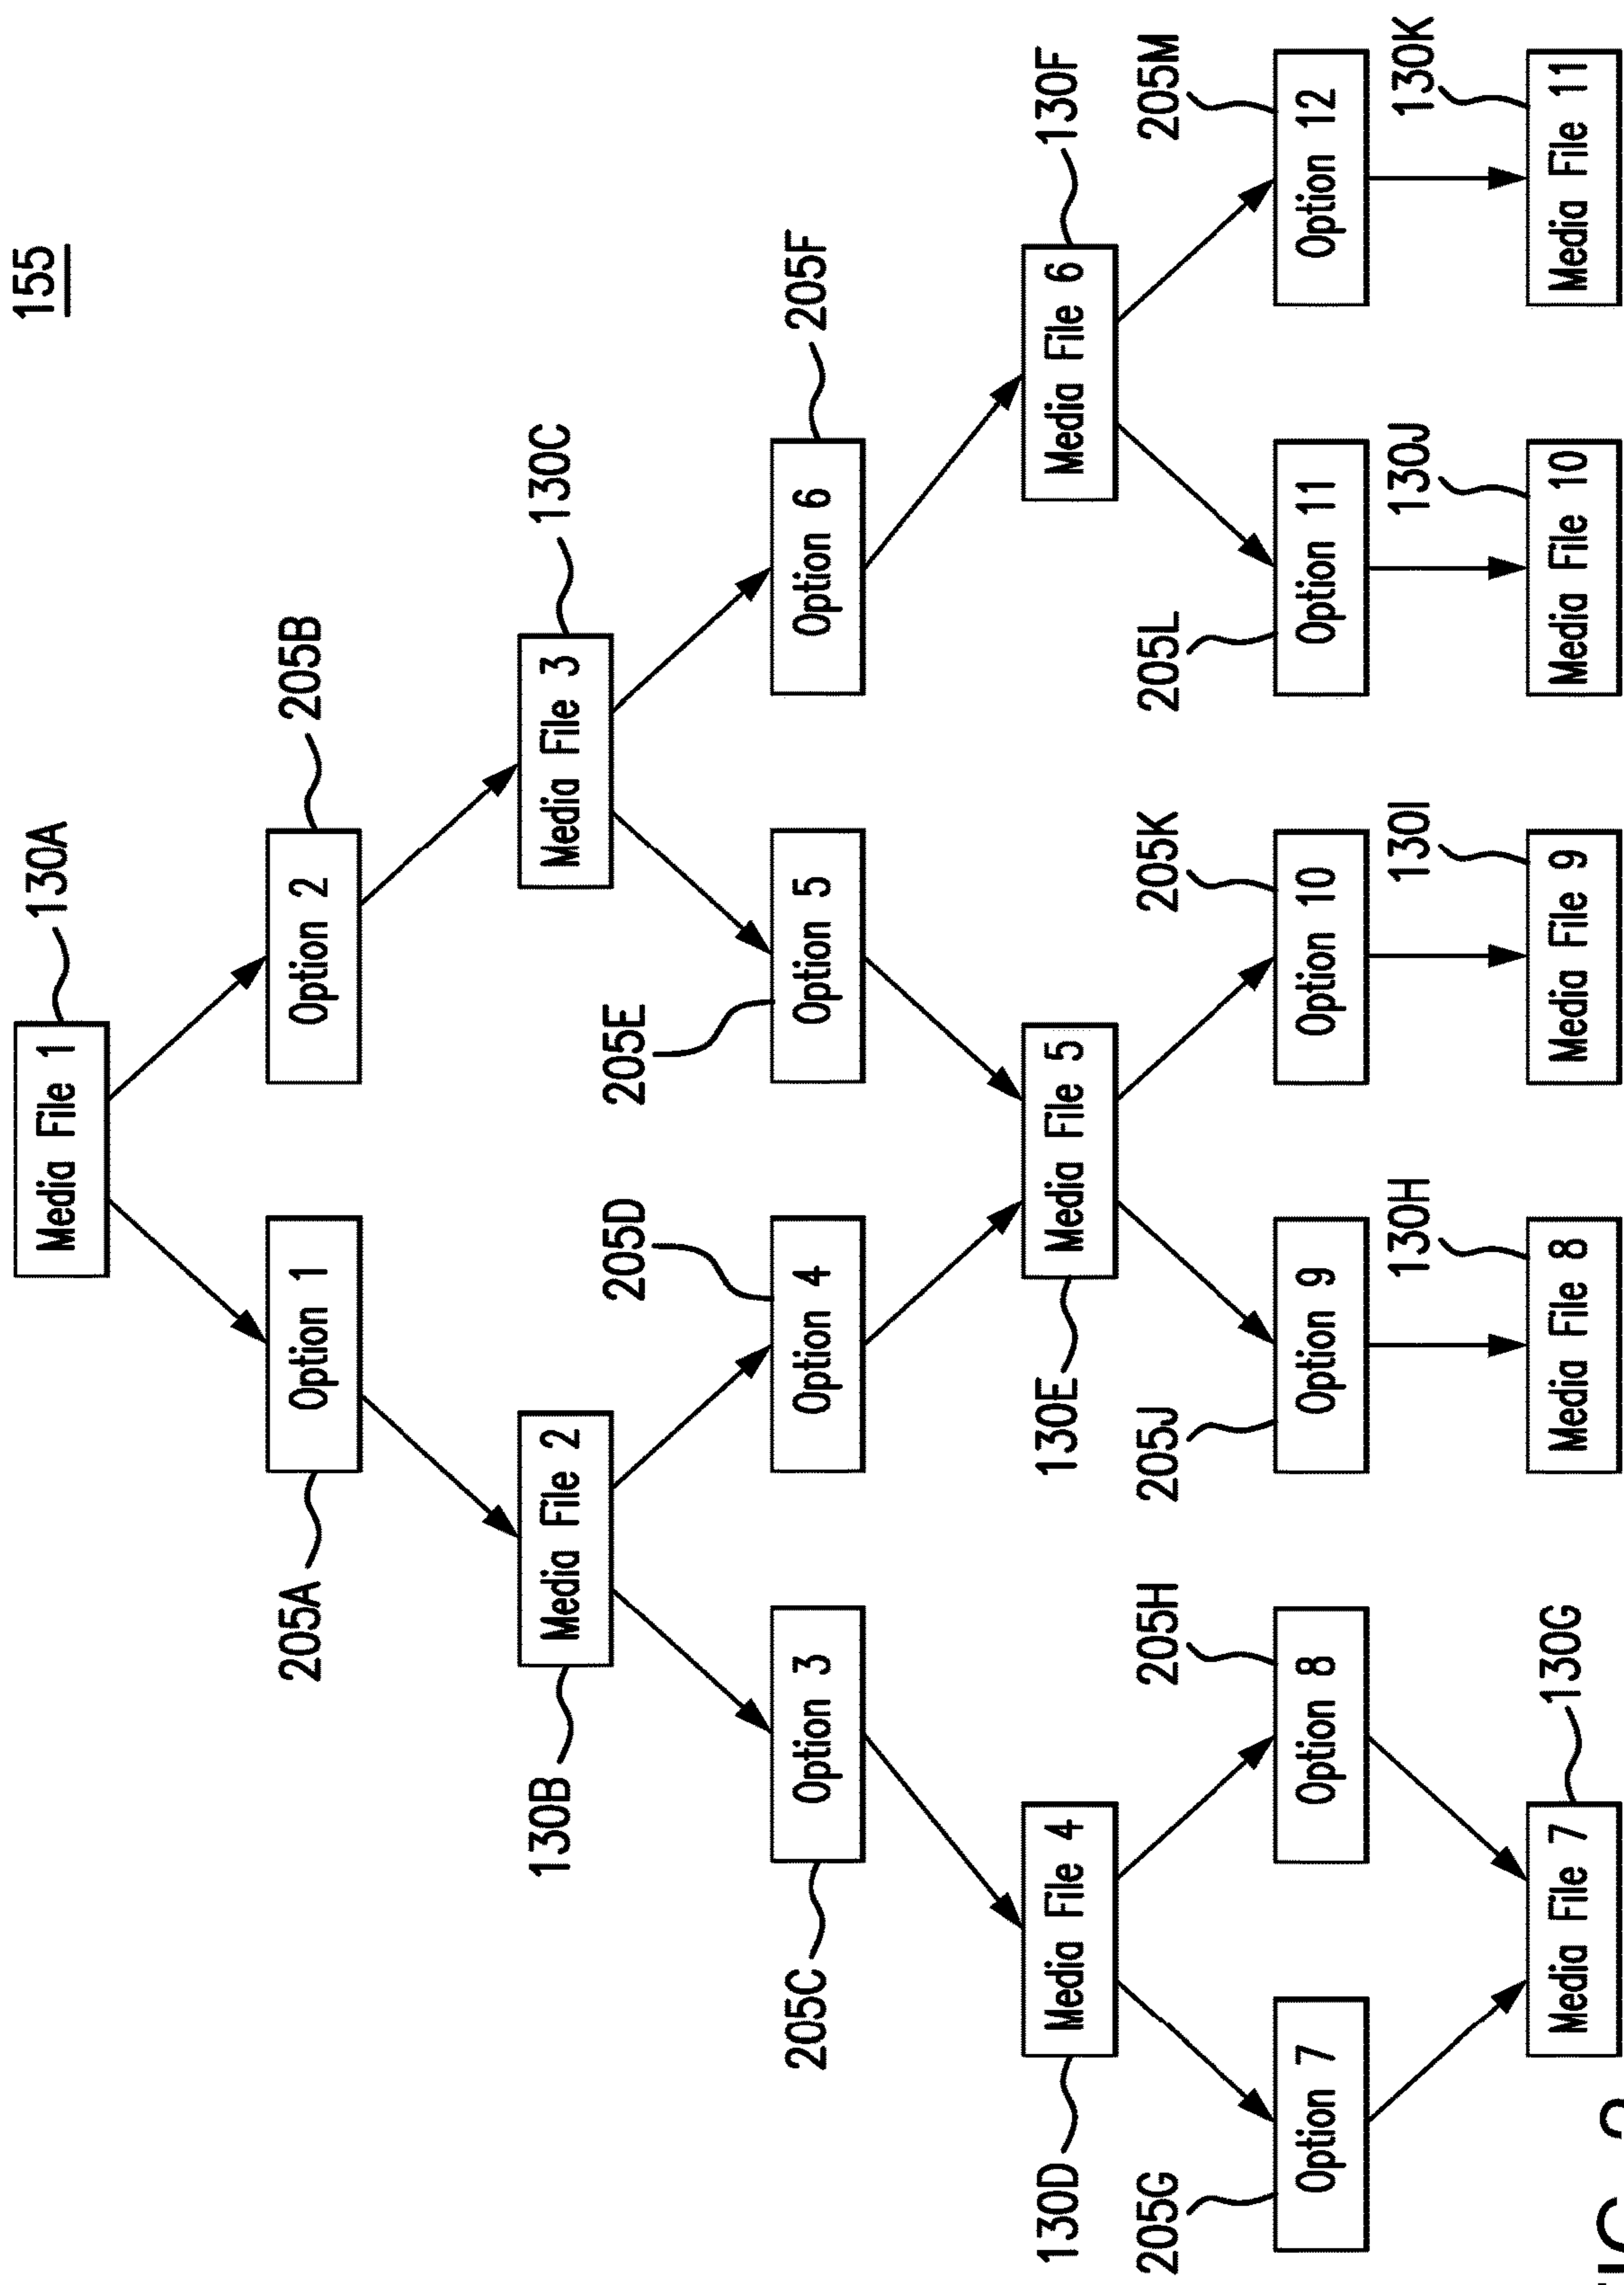 155
Media File 1
130A
Option 1
205A
Option 2
205B
Media File 2
130B
Media File 3
130C
Option 3
205C
Option 4
205D
Option 5
205E
Option 6
205F
Media File 4
130D
Media File 5
130E
Media File 6
130F
Option 7
205G
Option 8
205H
Option 9
205J
Option 10
205K
Option 11
205L
Option 12
205M
Media File 7
130G
Media File 8
130H
Media File 9
130I
Media File 10
130J
Media File 11
130K